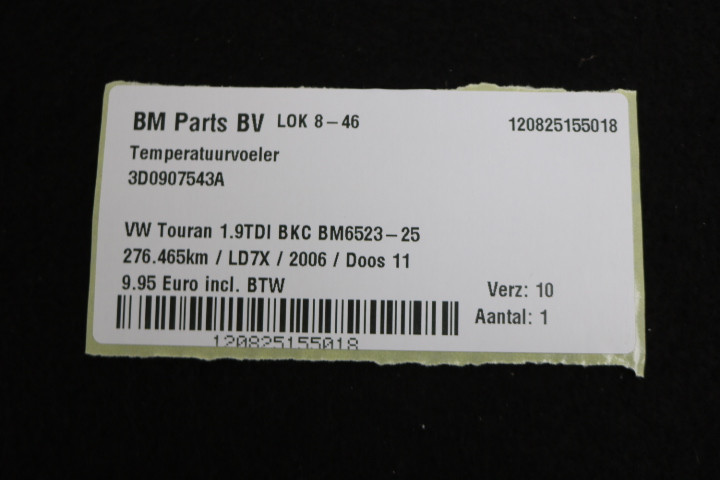 BM Parts BV LOK 8-46 120825155018
Temperatuurvoeler
3D0907543A
VW Touran 1.9TDI BKC BM6523-25
276.465km / LD7X / 2006 / Doos 11
9.95 Euro incl. BTW Verz: 10
Aantal: 1
120825155018